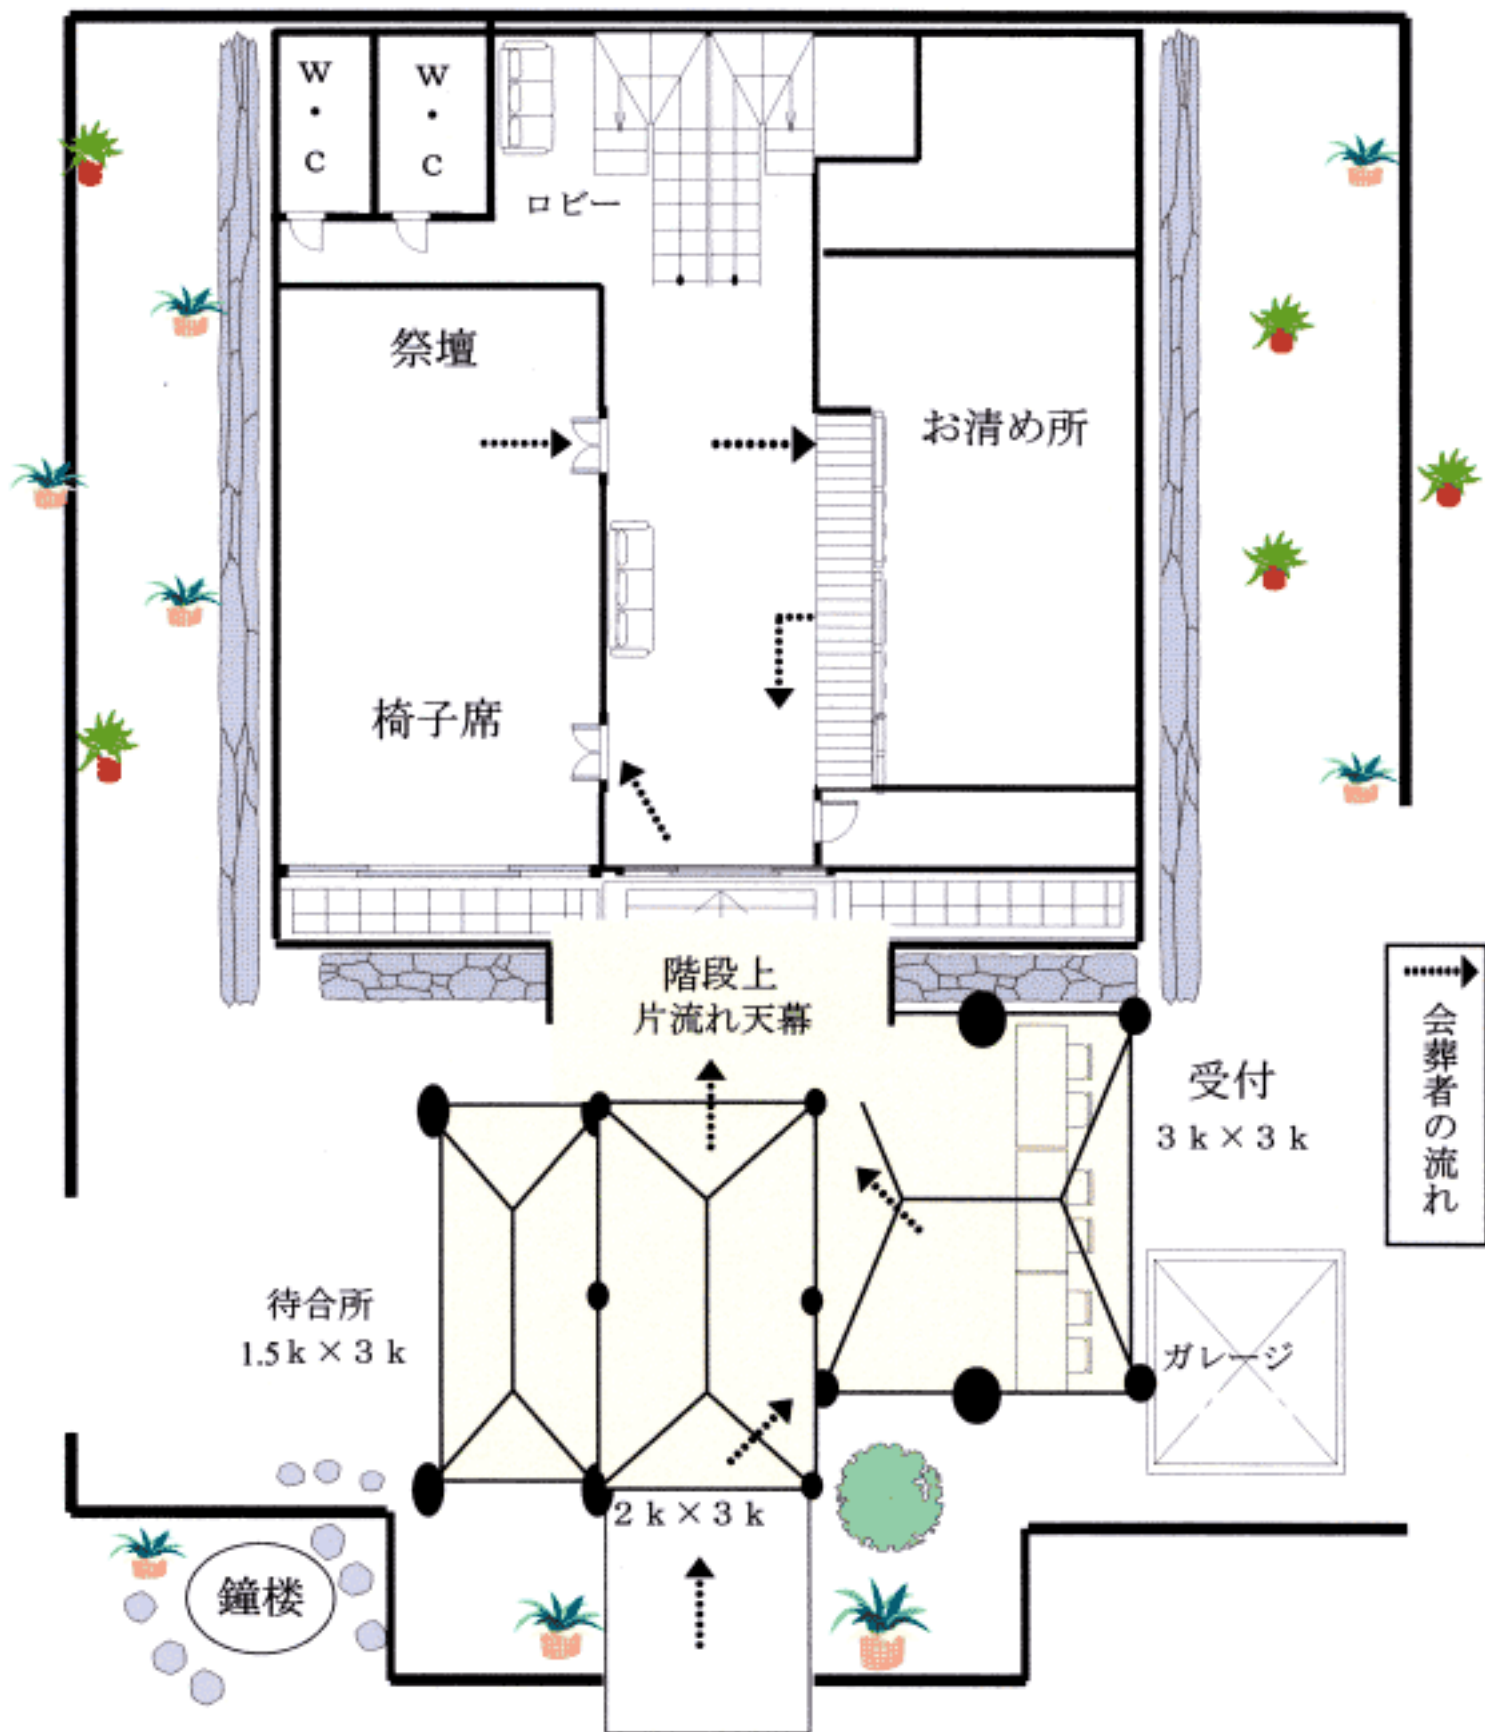 W・C
W・C
ロビー
祭壇
お清め所
椅子席
階段上
片流れ天幕
受付
3k×3k
会葬者の流れ
待合所
1.5k×3k
ガレージ
2k×3k
鐘楼